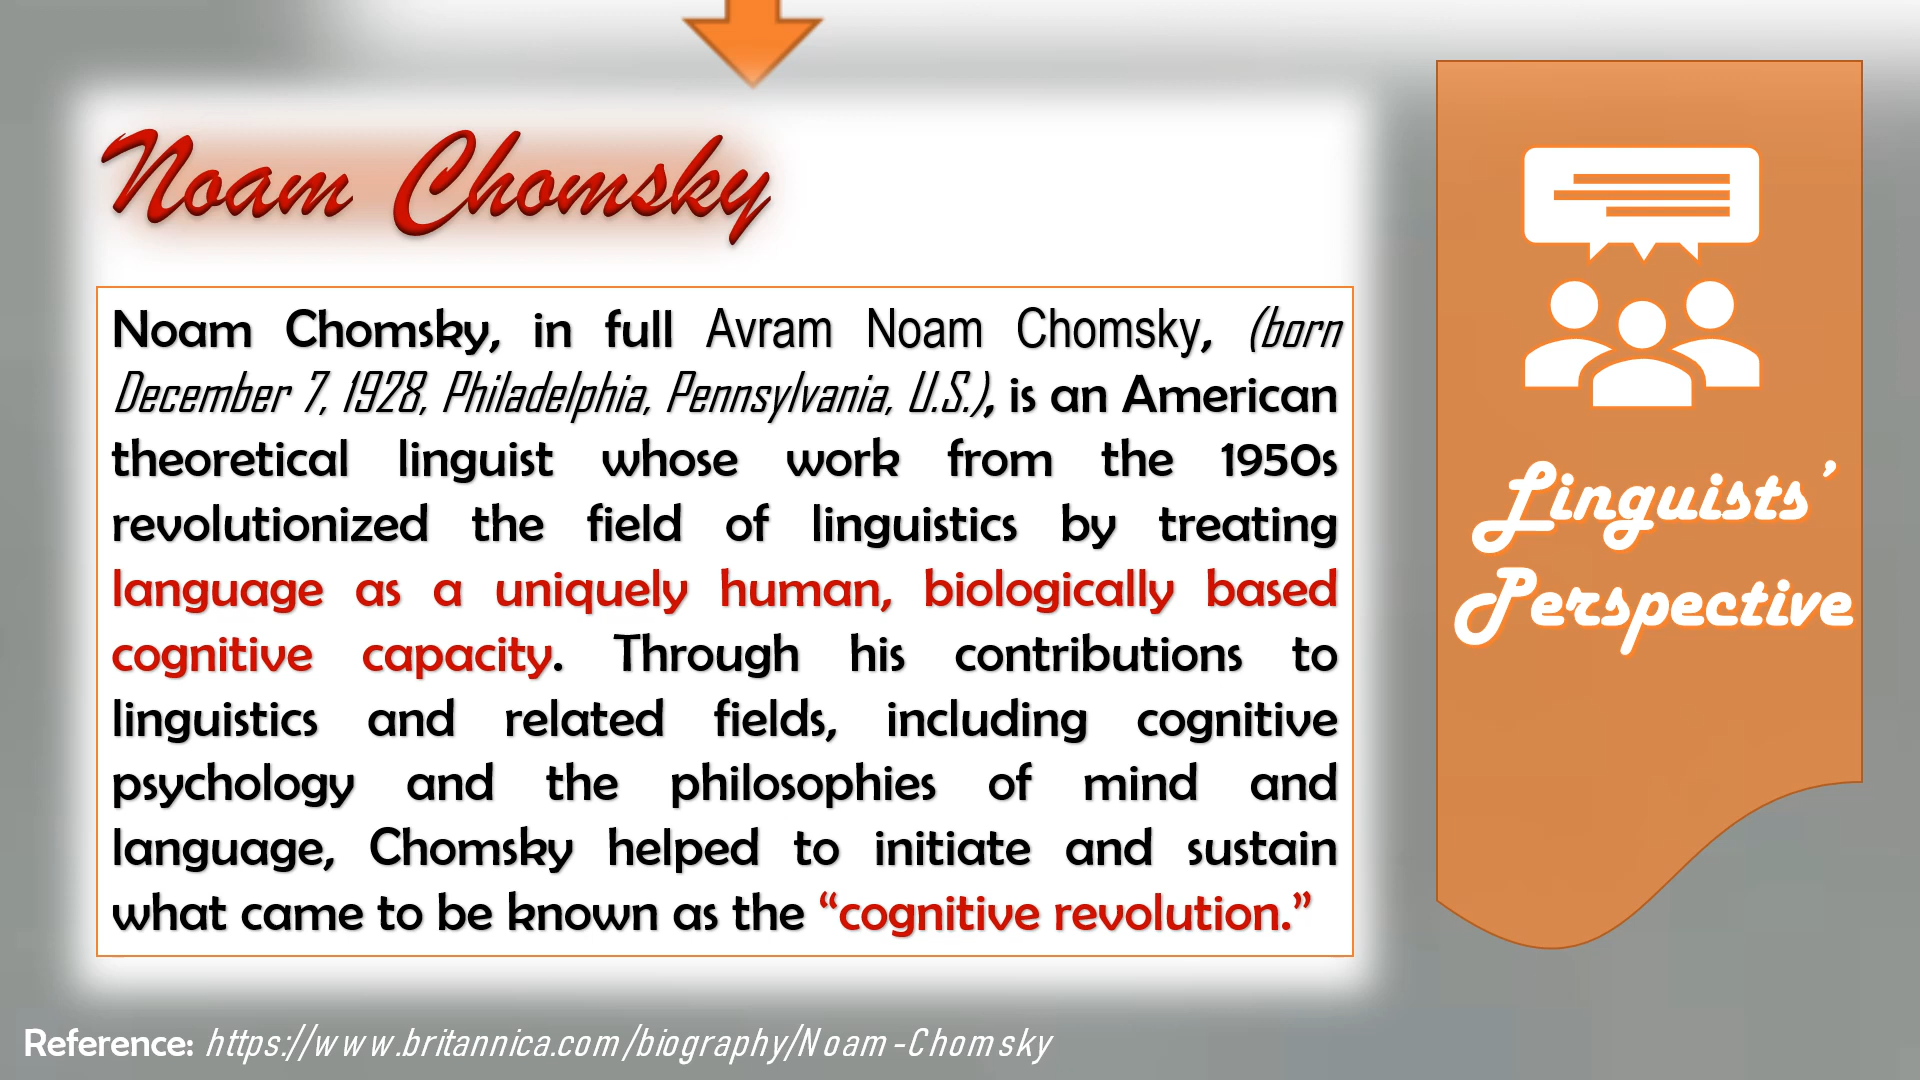 Noam Chomsky
Noam Chomsky, in full Avram Noam Chomsky, (born
December 7, 1928, Philadelphia, Pennsylvania, U.S.), is an American
theoretical linguist whose work from the 1950s
revolutionized the field of linguistics by treating
language as a uniquely human, biologically based
cognitive capacity. Through his contributions to
linguistics and related fields, including cognitive
psychology and the philosophies of mind and
language, Chomsky helped to initiate and sustain
what came to be known as the “cognitive revolution.”
Linguists’
Perspective
Reference: https://www.britannica.com/biography/Noam-Chomsky